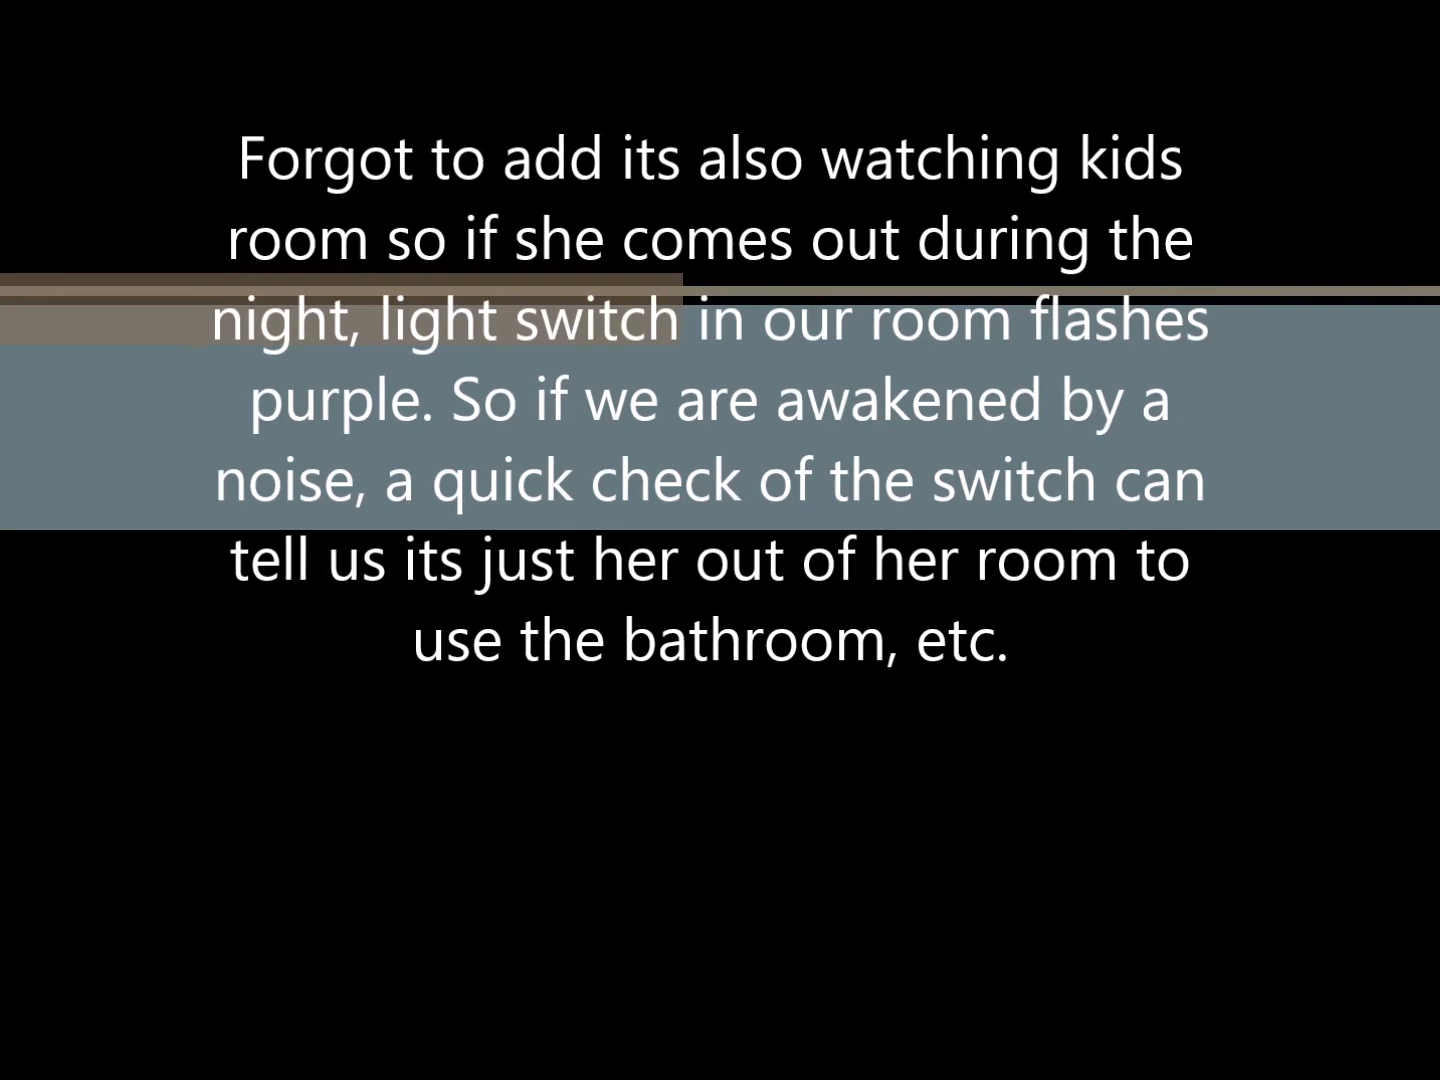 Forgot to add its also watching kids
room so if she comes out during the
night, light switch in our room flashes
purple. So if we are awakened by a
noise, a quick check of the switch can
tell us its just her out of her room to
use the bathroom, etc.